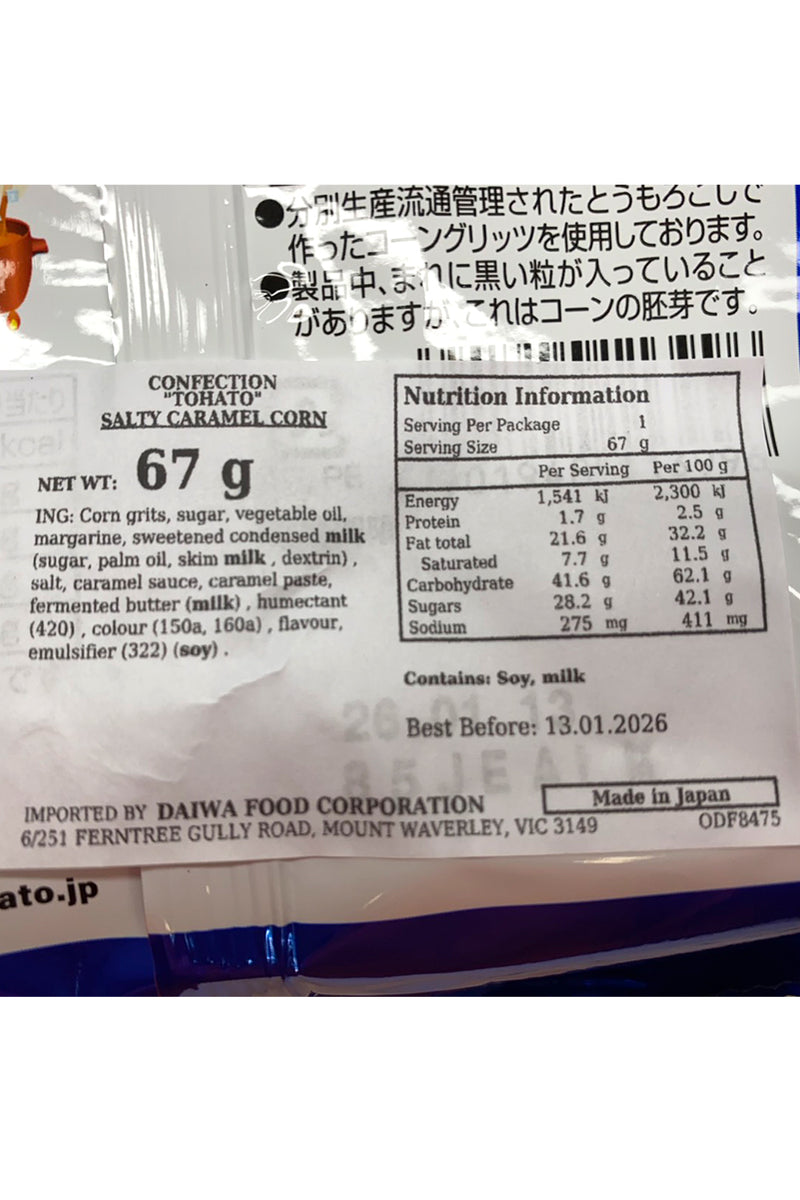 ●分別生産流通管理されたとうもろこしで
作ったコーングリッツを使用しております。
●製品中、まれに黒い粒が入っていること
がありますが、これはコーンの胚芽です。
CONFECTION
"TOHATO"
SALTY CARAMEL CORN
NET WT: 67 g
ING: Corn grits, sugar, vegetable oil,
margarine, sweetened condensed milk
(sugar, palm oil, skim milk , dextrin) ,
salt, caramel sauce, caramel paste,
fermented butter (milk) , humectant
(420) , colour (150a, 160a) , flavour,
emulsifier (322) (soy) .
Nutrition Information
Serving Per Package 1
Serving Size 67 g
Per Serving Per 100 g
Energy 1,541 kJ 2,300 kJ
Protein 1.7 g 2.5 g
Fat total 21.6 g 32.2 g
Saturated 7.7 g 11.5 g
Carbohydrate 41.6 g 62.1 g
Sugars 28.2 g 42.1 g
Sodium 275 mg 411 mg
Contains: Soy, milk
Best Before: 13.01.2026
IMPORTED BY DAIWA FOOD CORPORATION
6/251 FERNTREE GULLY ROAD, MOUNT WAVERLEY, VIC 3149
Made in Japan
ODF8475
ato.jp